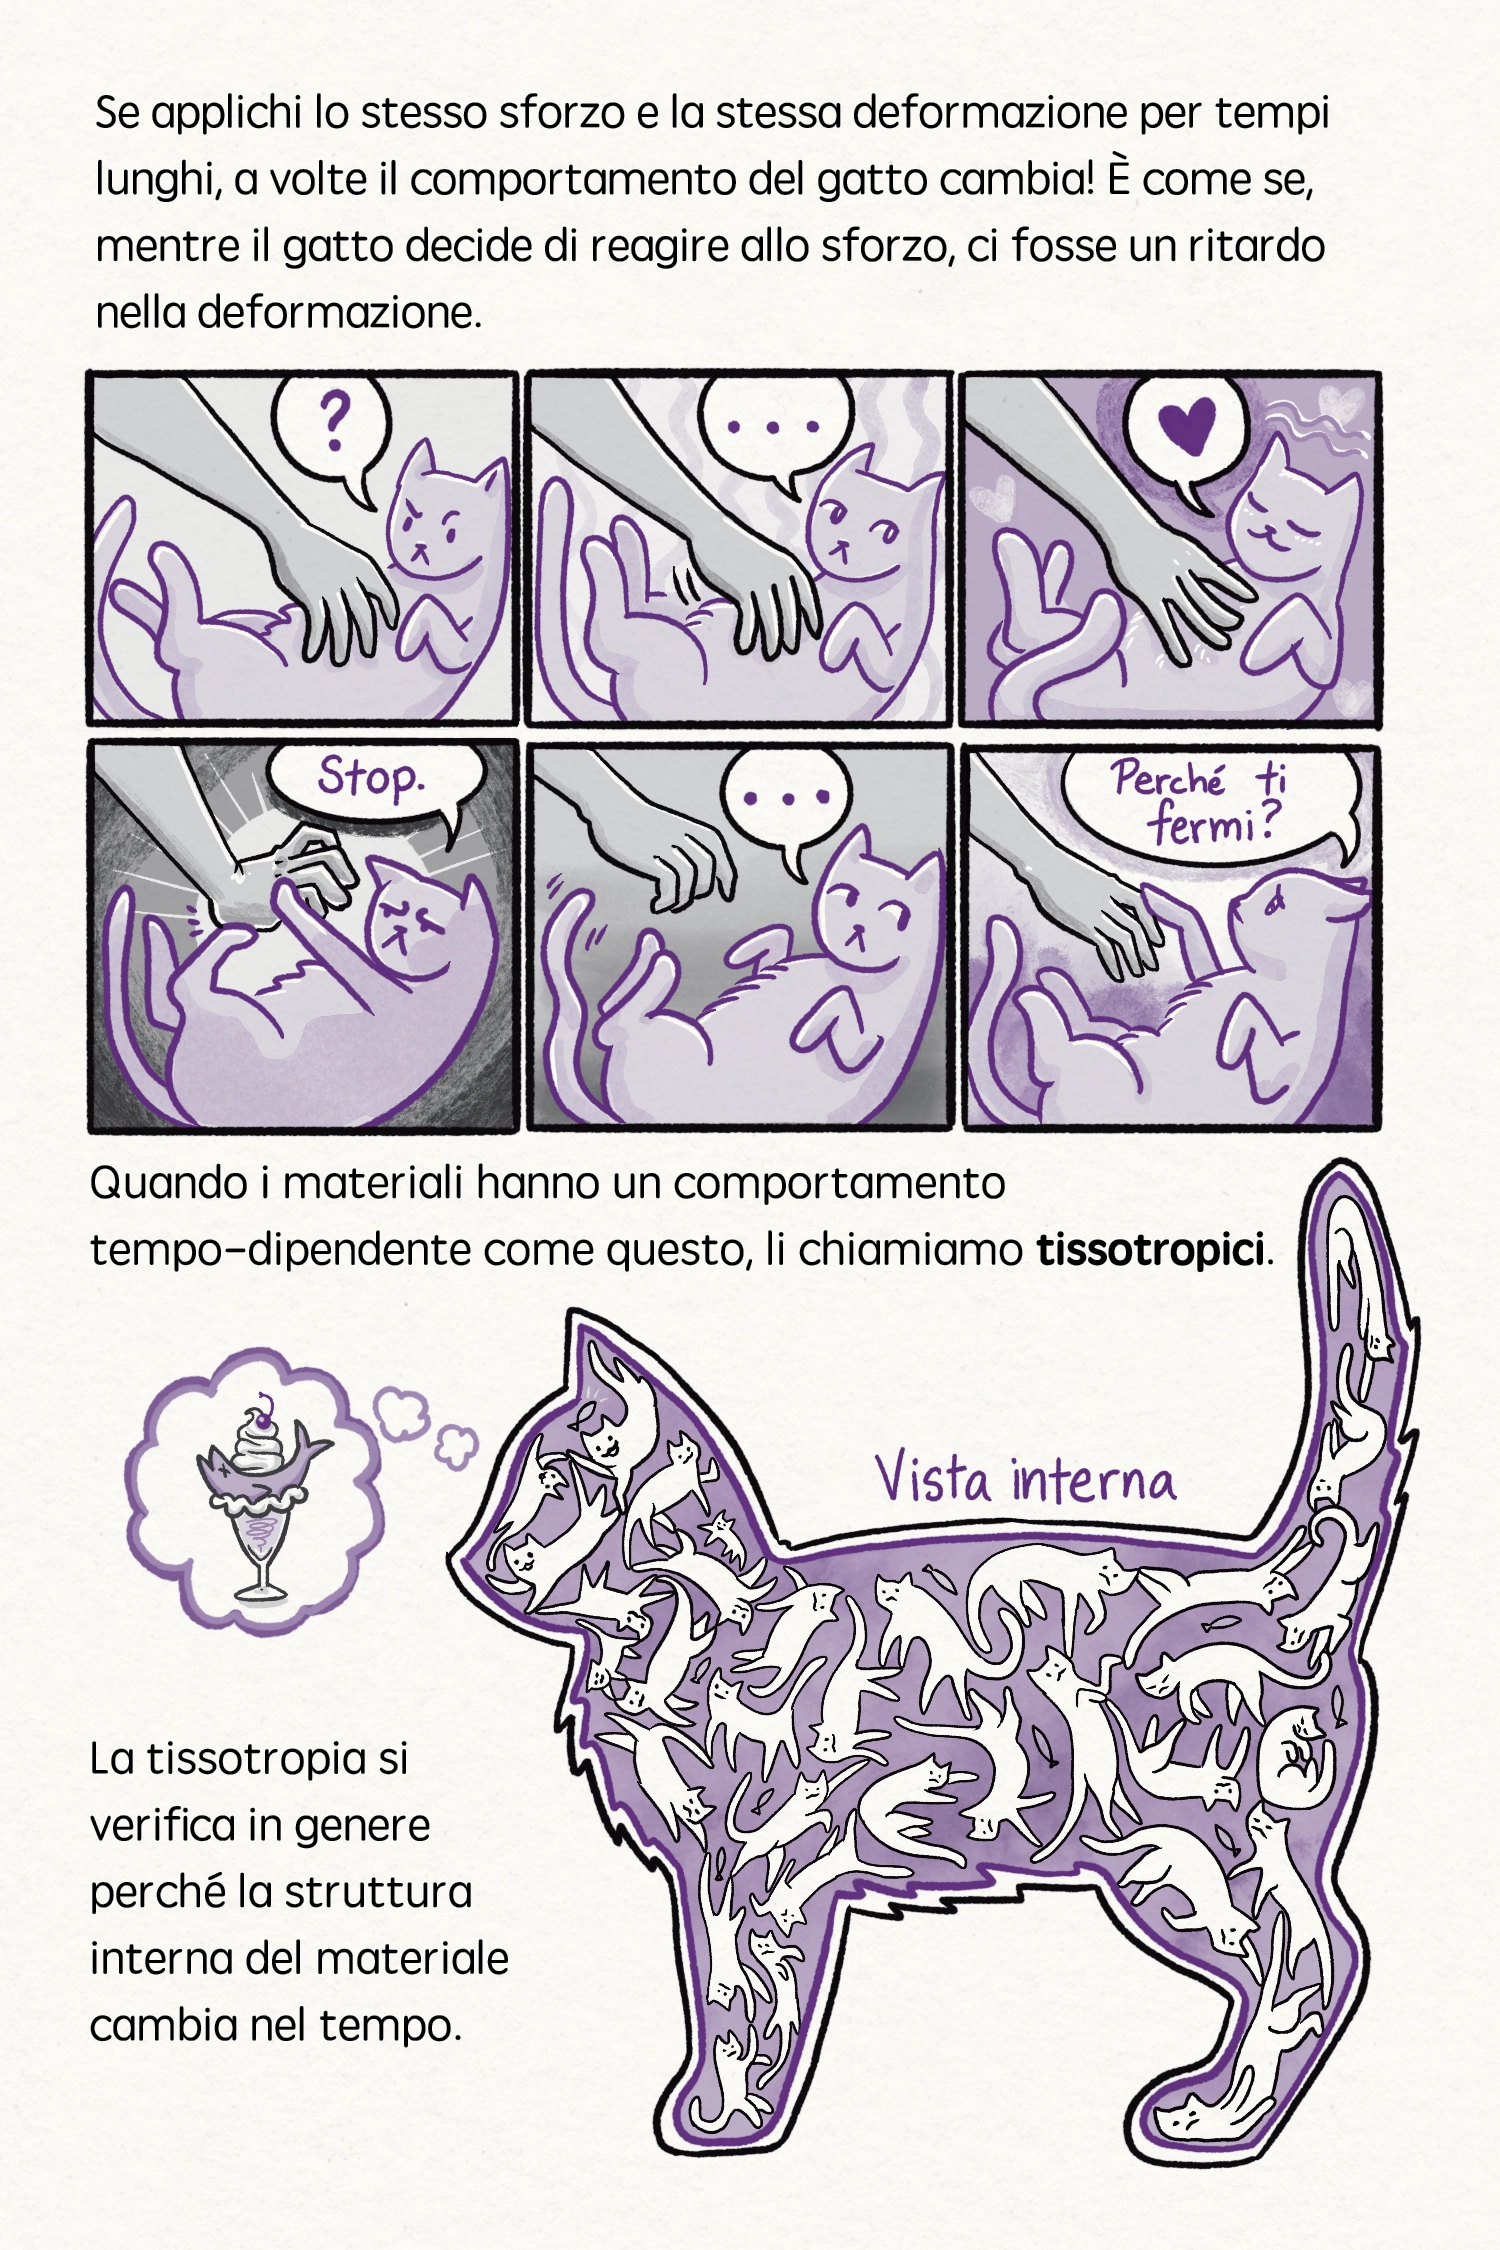 Se applichi lo stesso sforzo e la stessa deformazione per tempi
lunghi, a volte il comportamento del gatto cambia! È come se,
mentre il gatto decide di reagire allo sforzo, ci fosse un ritardo
nella deformazione.
?
...
Stop.
...
Perché ti
fermi?
Quando i materiali hanno un comportamento
tempo-dipendente come questo, li chiamiamo tissotropici.
Vista interna
La tissotropia si
verifica in genere
perché la struttura
interna del materiale
cambia nel tempo.